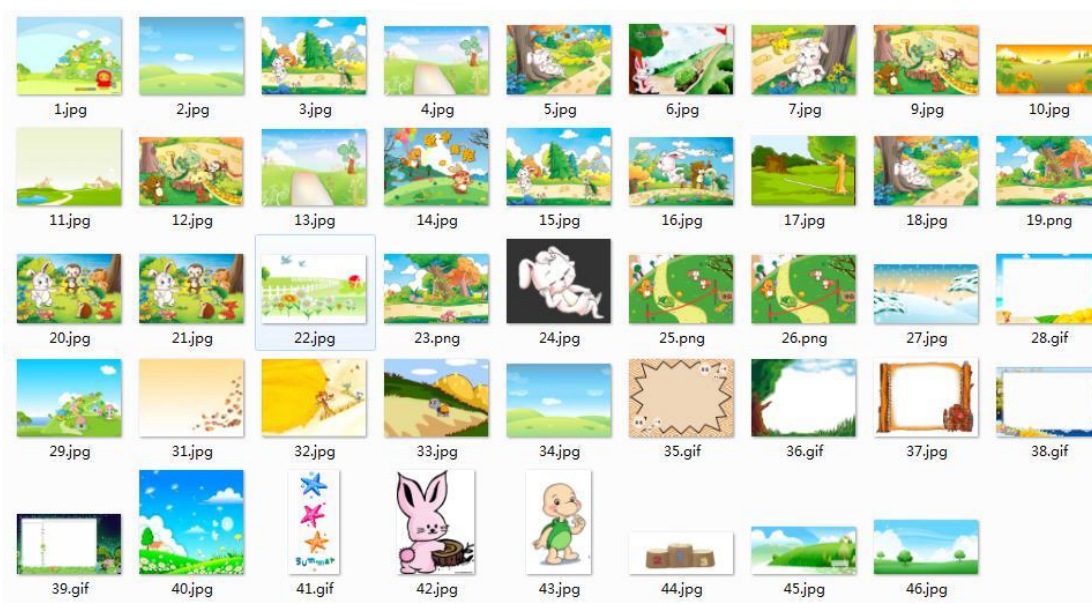 1.jpg 2.jpg 3.jpg 4.jpg 5.jpg 6.jpg 7.jpg 9.jpg 10.jpg
11.jpg 12.jpg 13.jpg 14.jpg 15.jpg 16.jpg 17.jpg 18.jpg 19.png
20.jpg 21.jpg 22.jpg 23.png 24.jpg 25.png 26.png 27.jpg 28.gif
29.jpg 31.jpg 32.jpg 33.jpg 34.jpg 35.gif 36.gif 37.jpg 38.gif
2 3
summer
39.gif 40.jpg 41.gif 42.jpg 43.jpg 44.jpg 45.jpg 46.jpg